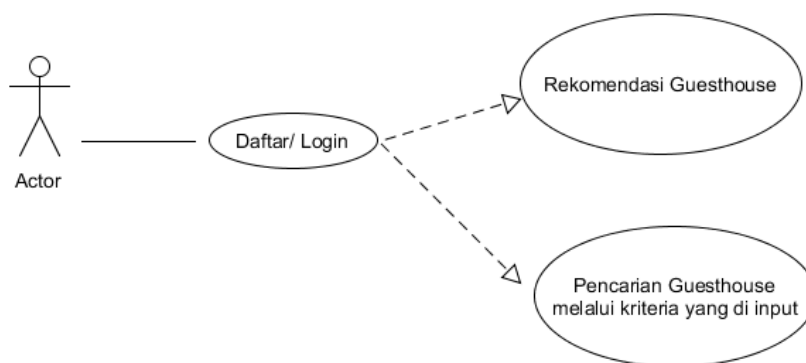 Rekomendasi Guesthouse
Daftar/ Login
Actor
Pencarian Guesthouse
melalui kriteria yang di input